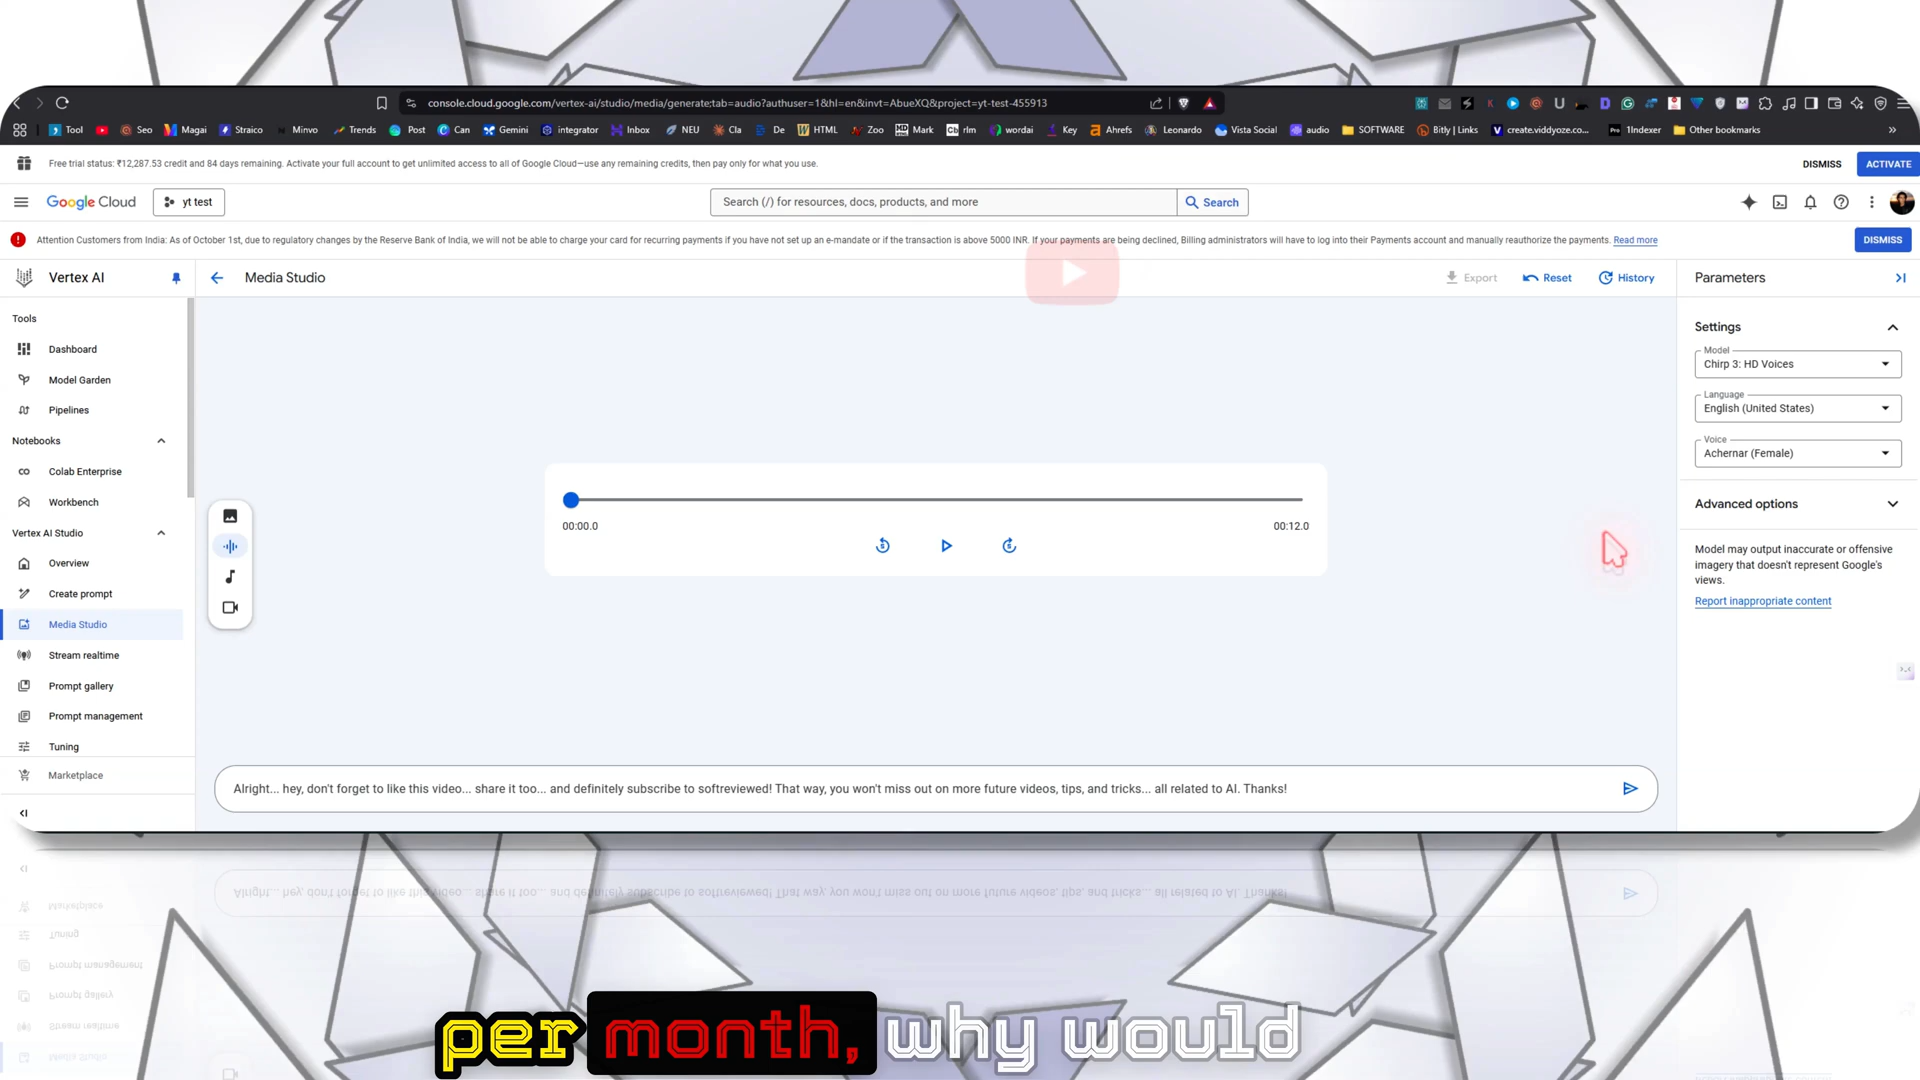 console.cloud.google.com/vertex-ai/studio/media/generate;tab=audio?authuser=1&hl=en&invt=AbueXQ&project=yt-test-455913
Tool Seo Magai Straico Minvo Trends Post Can Gemini integrator Inbox NEU Cla De HTML Zoo Mark rlm wordai Key Ahrefs Leonardo Vista Social audio SOFTWARE Bitly | Links create.viddyoze.co... 1Indexer Other bookmarks
Free trial status: ₹12,287.53 credit and 84 days remaining. Activate your full account to get unlimited access to all of Google Cloud—use any remaining credits, then pay only for what you use.
DISMISS
ACTIVATE
Google Cloud
yt test
Search (/) for resources, docs, products, and more
Search
Attention Customers from India: As of October 1st, due to regulatory changes by the Reserve Bank of India, we will not be able to charge your card for recurring payments if you have not set up an e-mandate or if the transaction is above 5000 INR. If your payments are being declined, Billing administrators will have to log into their Payments account and manually reauthorize the payments. Read more
DISMISS
Vertex AI
Media Studio
Export
Reset
History
Parameters
Tools
Dashboard
Model Garden
Pipelines
Notebooks
Colab Enterprise
Workbench
Vertex AI Studio
Overview
Create prompt
Media Studio
Stream realtime
Prompt gallery
Prompt management
Tuning
Marketplace
00:00.0
00:12.0
Settings
Model
Chirp 3: HD Voices
Language
English (United States)
Voice
Achernar (Female)
Advanced options
Model may output inaccurate or offensive
imagery that doesn't represent Google's
views.
Report inappropriate content
Alright... hey, don't forget to like this video... share it too... and definitely subscribe to softreviewed! That way, you won't miss out on more future videos, tips, and tricks... all related to AI. Thanks!
per month, why would